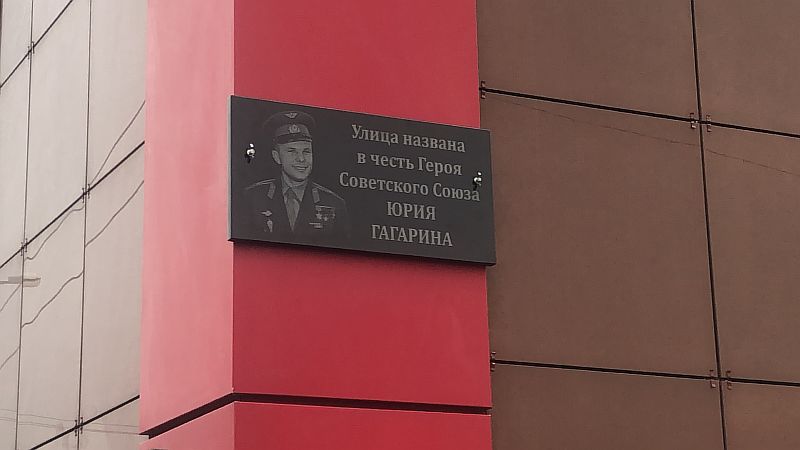 Улица названа
в честь Героя
Советского Союза
ЮРИЯ
ГАГАРИНА